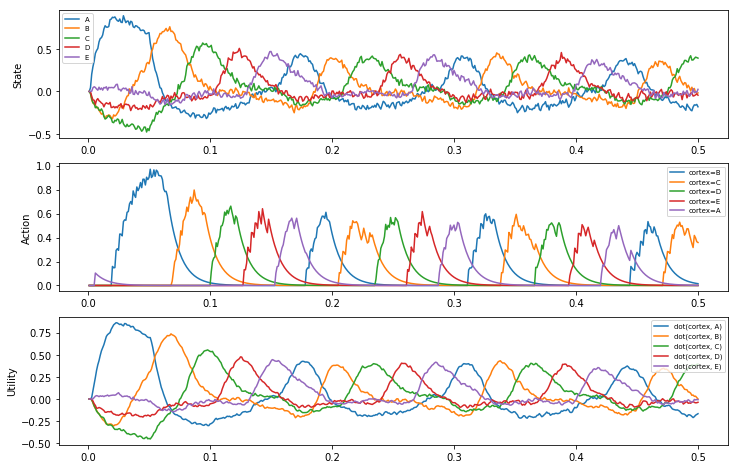 A
B
C
D
E
State
0.5
0.0
−0.5
0.0
0.1
0.2
0.3
0.4
0.5
cortex=B
cortex=C
cortex=D
cortex=E
cortex=A
Action
1.0
0.8
0.6
0.4
0.2
0.0
0.0
0.1
0.2
0.3
0.4
0.5
dot(cortex, A)
dot(cortex, B)
dot(cortex, C)
dot(cortex, D)
dot(cortex, E)
Utility
0.75
0.50
0.25
0.00
−0.25
−0.50
0.0
0.1
0.2
0.3
0.4
0.5